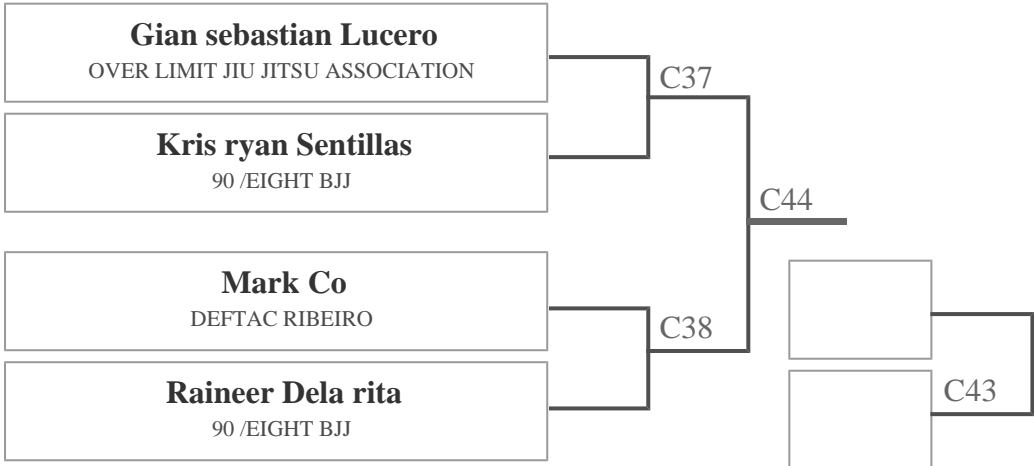 Gian sebastian Lucero
OVER LIMIT JIU JITSU ASSOCIATION
C37
Kris ryan Sentillas
90 /EIGHT BJJ
C44
Mark Co
DEFTAC RIBEIRO
C38
Raineer Dela rita
90 /EIGHT BJJ
C43